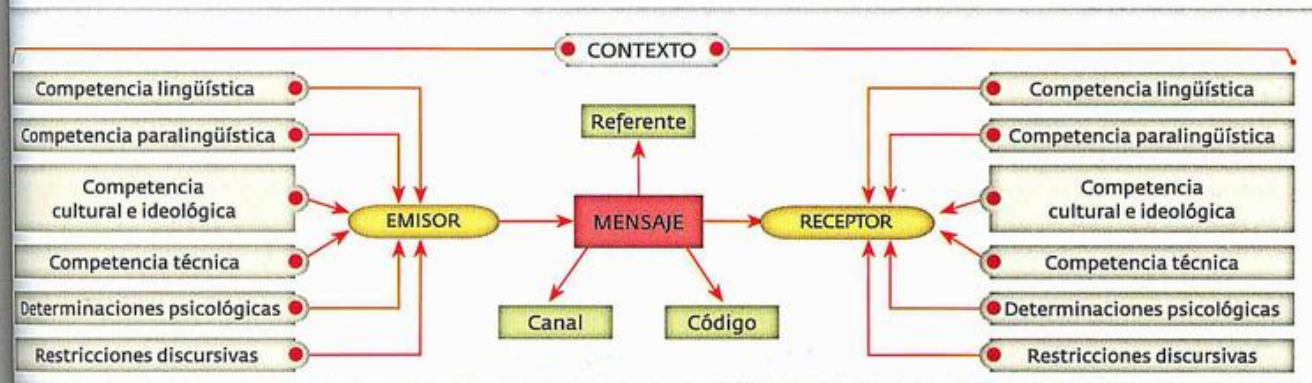 CONTEXTO
Competencia lingüística
Competencia paralingüística
Competencia
cultural e ideológica
Competencia técnica
Determinaciones psicológicas
Restricciones discursivas
EMISOR
Referente
MENSAJE
Canal
Código
RECEPTOR
Competencia lingüística
Competencia paralingüística
Competencia
cultural e ideológica
Competencia técnica
Determinaciones psicológicas
Restricciones discursivas